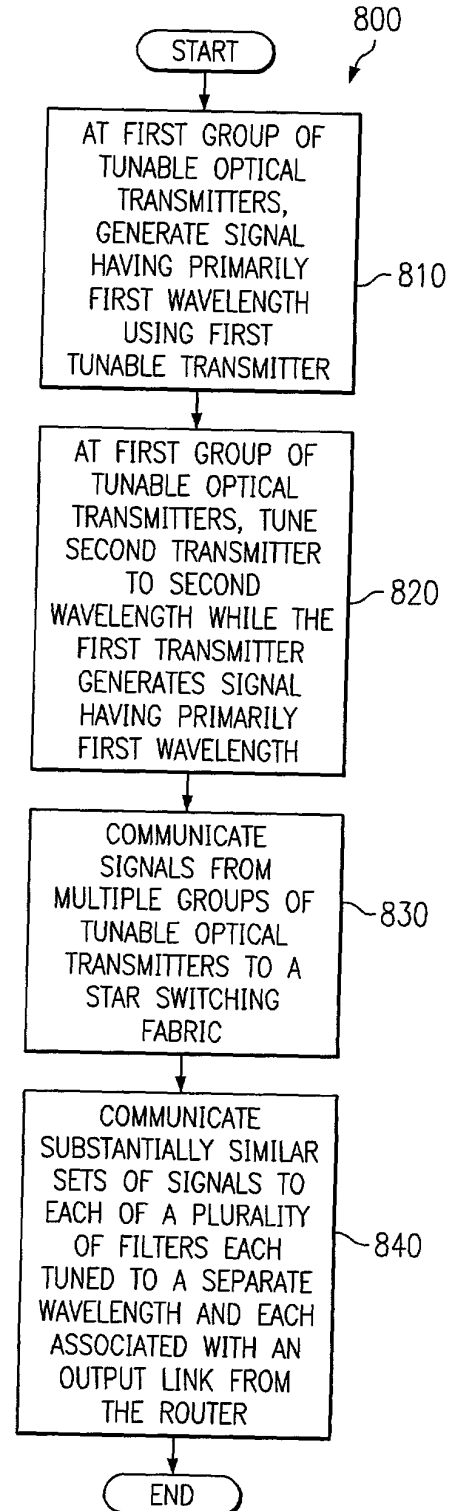 800
START
AT FIRST GROUP OF
TUNABLE OPTICAL
TRANSMITTERS,
GENERATE SIGNAL
HAVING PRIMARILY
FIRST WAVELENGTH
USING FIRST
TUNABLE TRANSMITTER
810
AT FIRST GROUP OF
TUNABLE OPTICAL
TRANSMITTERS, TUNE
SECOND TRANSMITTER
TO SECOND
WAVELENGTH WHILE THE
FIRST TRANSMITTER
GENERATES SIGNAL
HAVING PRIMARILY
FIRST WAVELENGTH
820
COMMUNICATE
SIGNALS FROM
MULTIPLE GROUPS OF
TUNABLE OPTICAL
TRANSMITTERS TO A
STAR SWITCHING
FABRIC
830
COMMUNICATE
SUBSTANTIALLY SIMILAR
SETS OF SIGNALS TO
EACH OF A PLURALITY
OF FILTERS EACH
TUNED TO A SEPARATE
WAVELENGTH AND EACH
ASSOCIATED WITH AN
OUTPUT LINK FROM
THE ROUTER
840
END